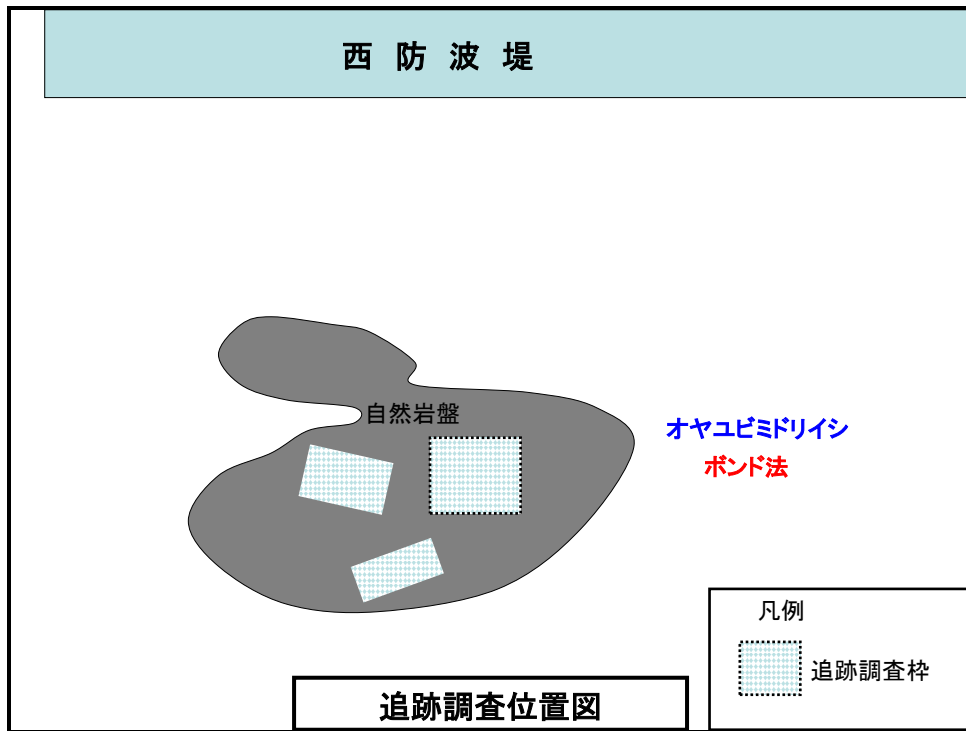 西 防 波 堤
自然岩盤
オヤユビミドリイシ
ボンド法
凡例
追跡調査枠
追跡調査位置図